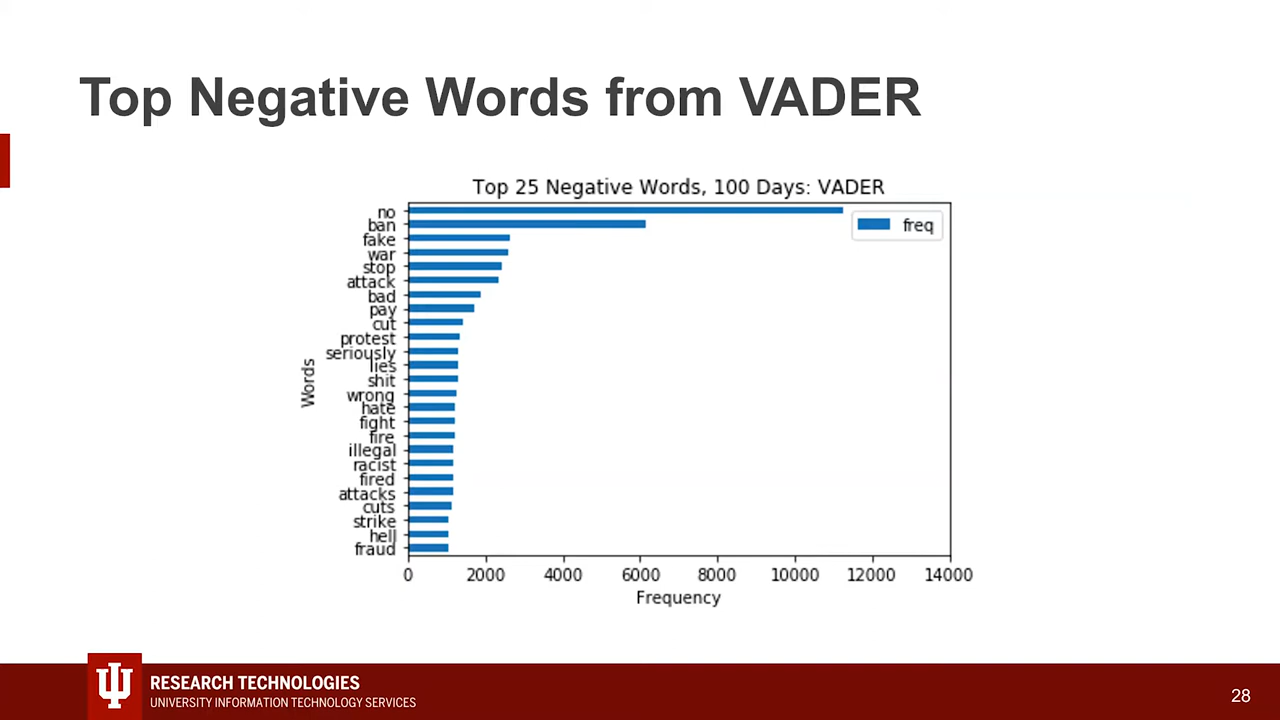 Top Negative Words from VADER
Top 25 Negative Words, 100 Days: VADER
freq
Words
no
ban
fake
war
stop
attack
bad
pay
cut
protest
seriously
lies
shit
wrong
hate
fight
fire
illegal
racist
fired
attacks
cuts
strike
hell
fraud
0 2000 4000 6000 8000 10000 12000 14000
Frequency
RESEARCH TECHNOLOGIES
UNIVERSITY INFORMATION TECHNOLOGY SERVICES
28